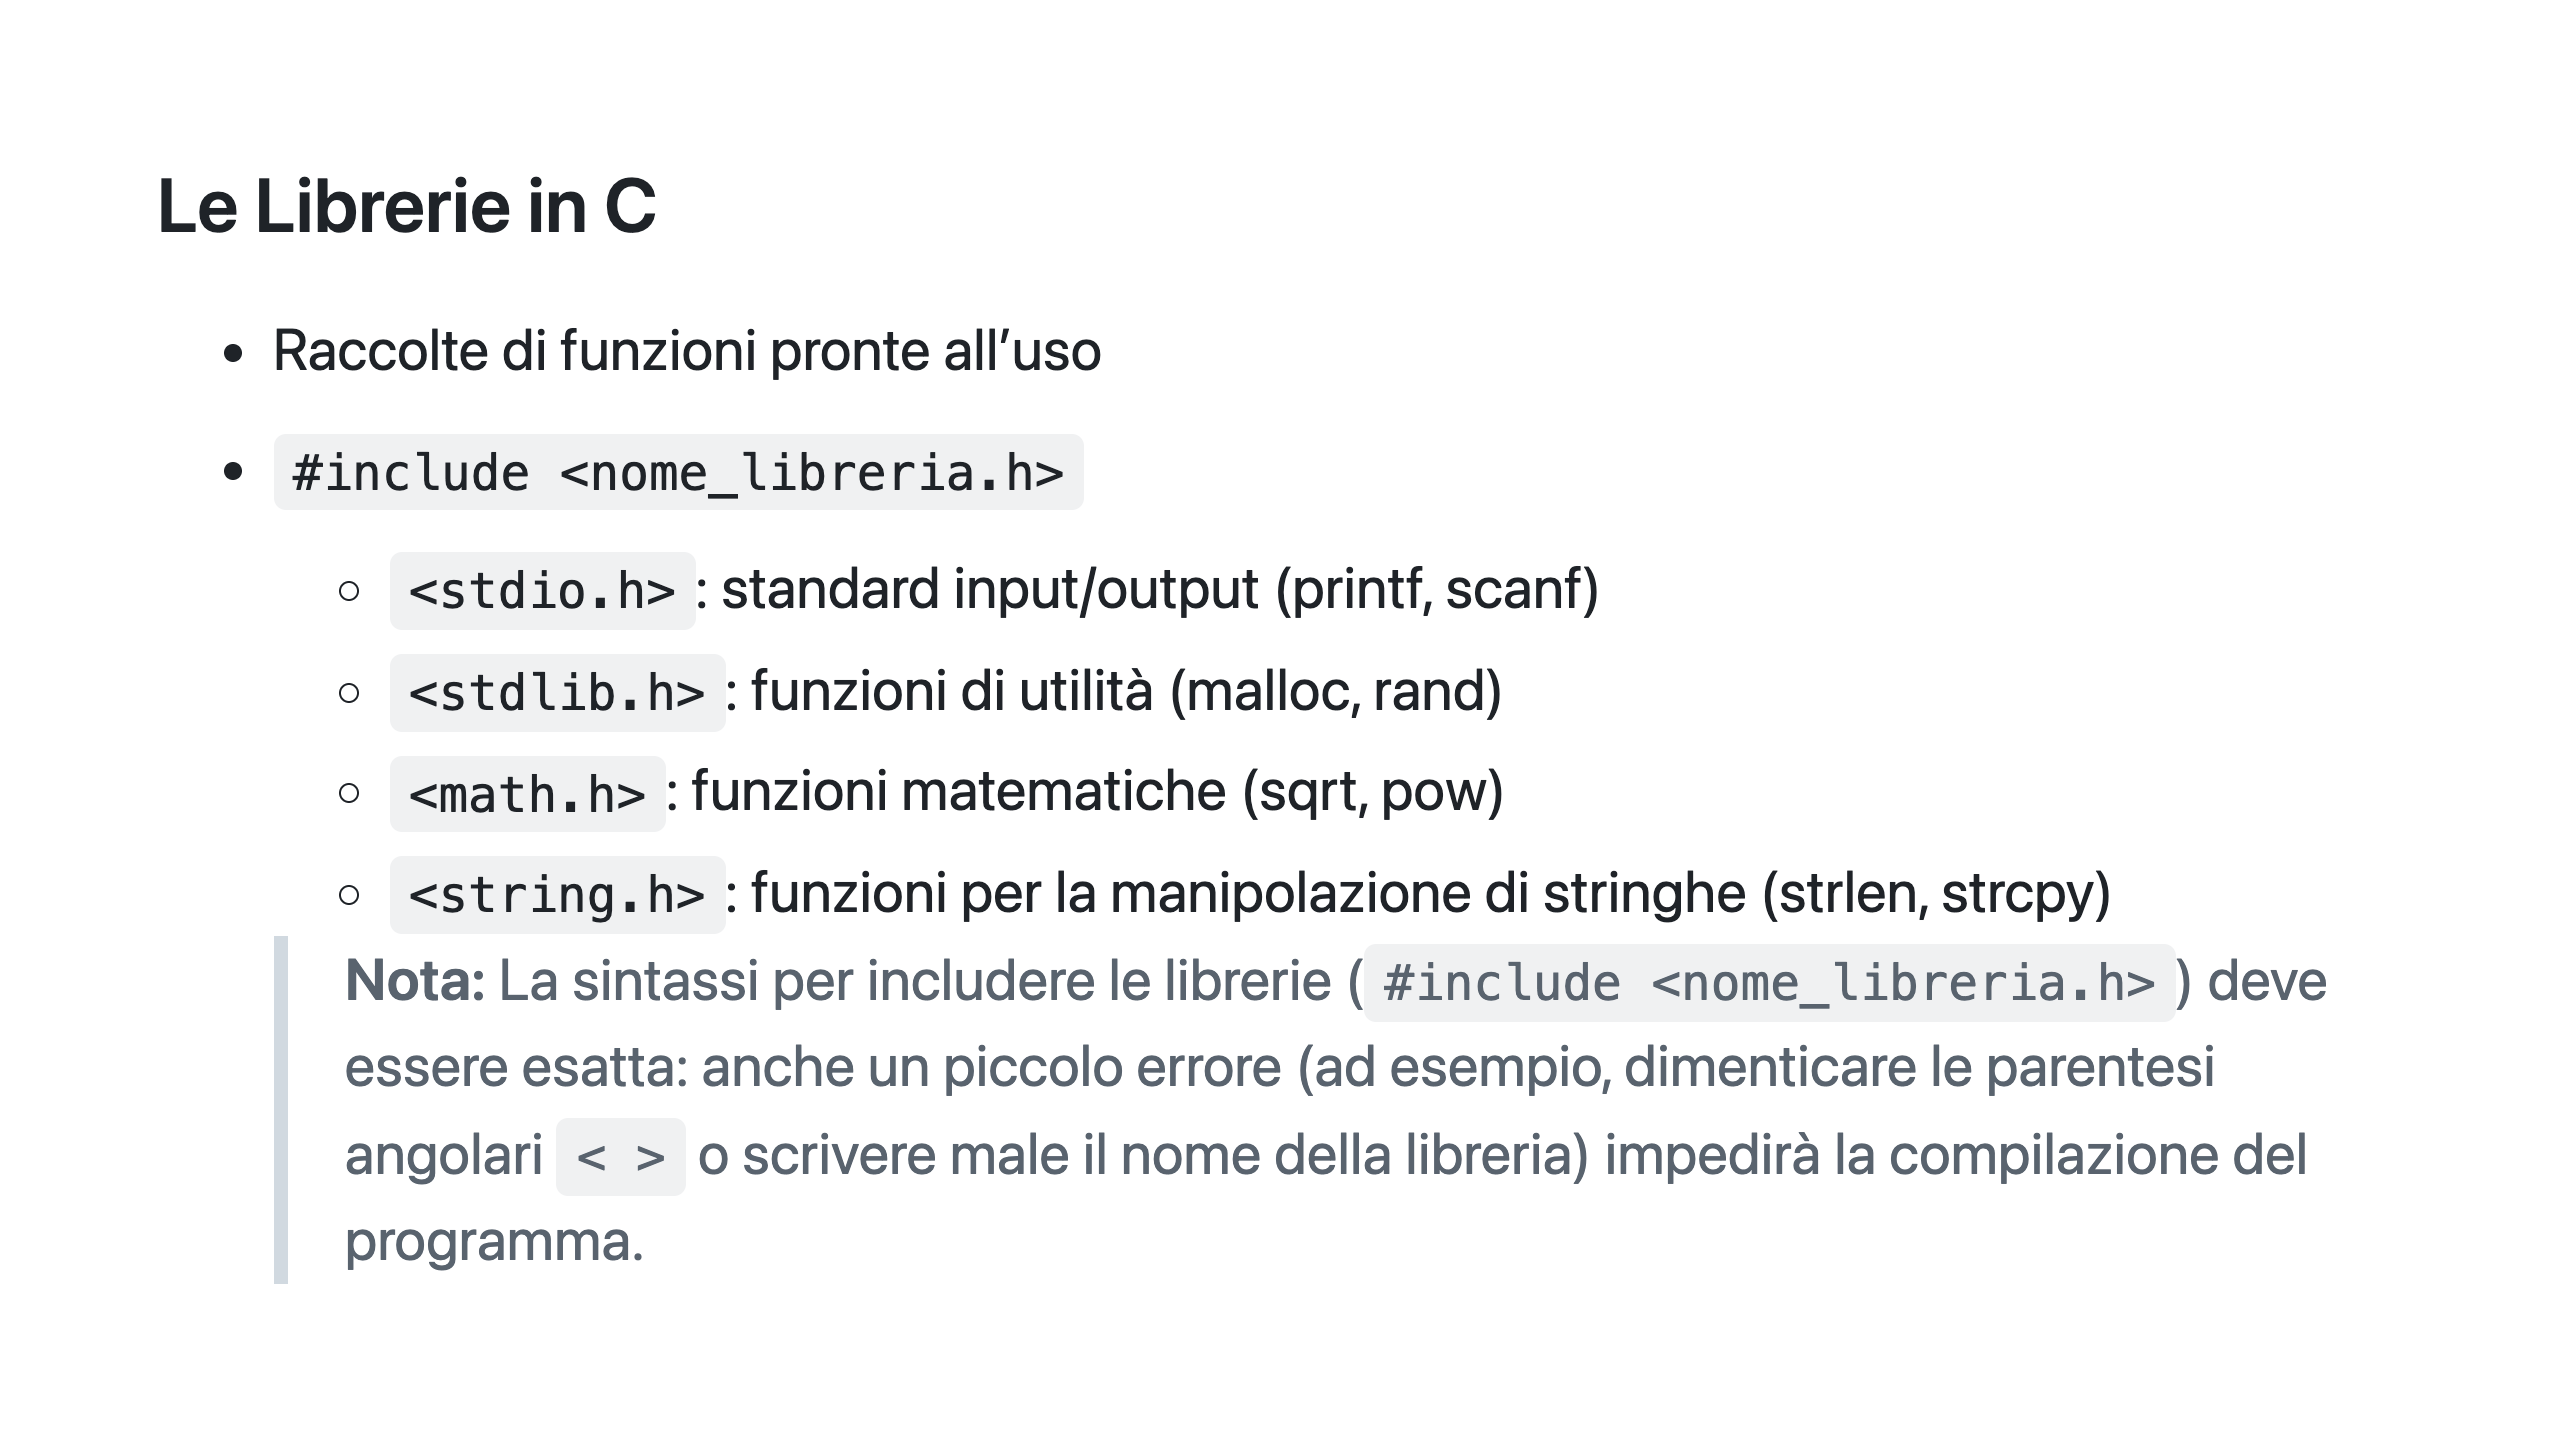 Le Librerie in C
• Raccolte di funzioni pronte all’uso
• #include <nome_libreria.h>
◦ <stdio.h> : standard input/output (printf, scanf)
◦ <stdlib.h> : funzioni di utilità (malloc, rand)
◦ <math.h> : funzioni matematiche (sqrt, pow)
◦ <string.h> : funzioni per la manipolazione di stringhe (strlen, strcpy)
Nota: La sintassi per includere le librerie ( #include <nome_libreria.h> ) deve
essere esatta: anche un piccolo errore (ad esempio, dimenticare le parentesi
angolari < > o scrivere male il nome della libreria) impedirà la compilazione del
programma.